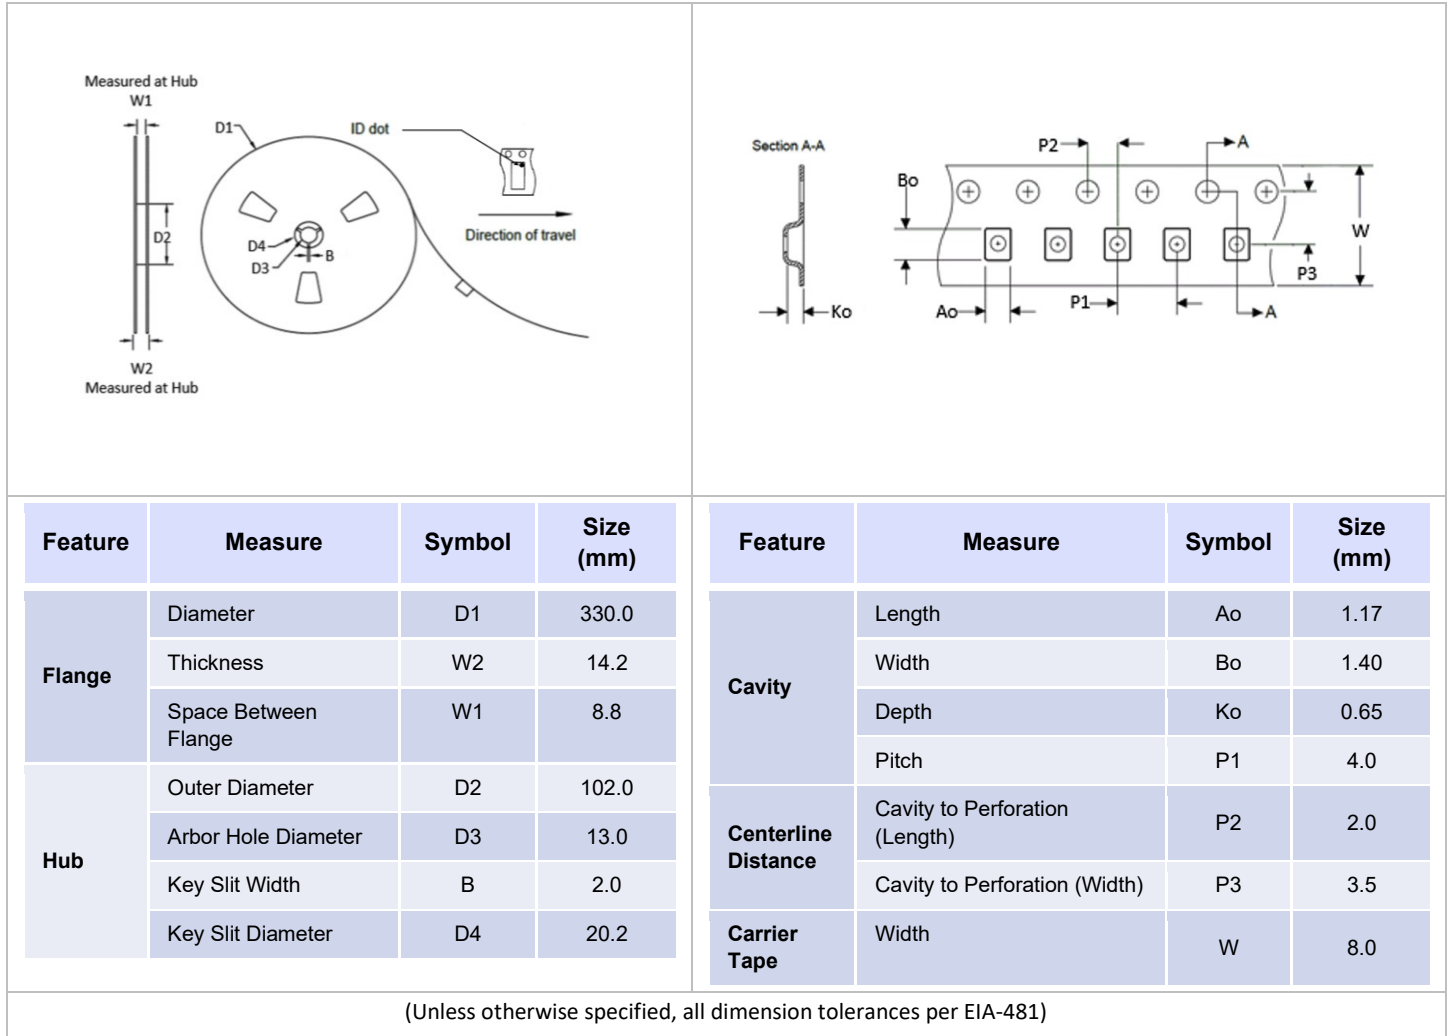 Measured at Hub
W1
D1
ID dot
D2
D4
D3
B
Direction of travel
W2
Measured at Hub
Section A-A
P2
A
Bo
W
P3
Ko
Ao
P1
A
Feature Measure Symbol Size
(mm)
Flange
Diameter D1 330.0
Thickness W2 14.2
Space Between
Flange W1 8.8
Hub
Outer Diameter D2 102.0
Arbor Hole Diameter D3 13.0
Key Slit Width B 2.0
Key Slit Diameter D4 20.2
Feature Measure Symbol Size
(mm)
Cavity
Length Ao 1.17
Width Bo 1.40
Depth Ko 0.65
Pitch P1 4.0
Centerline
Distance
Cavity to Perforation
(Length) P2 2.0
Cavity to Perforation (Width) P3 3.5
Carrier
Tape
Width W 8.0
(Unless otherwise specified, all dimension tolerances per EIA-481)